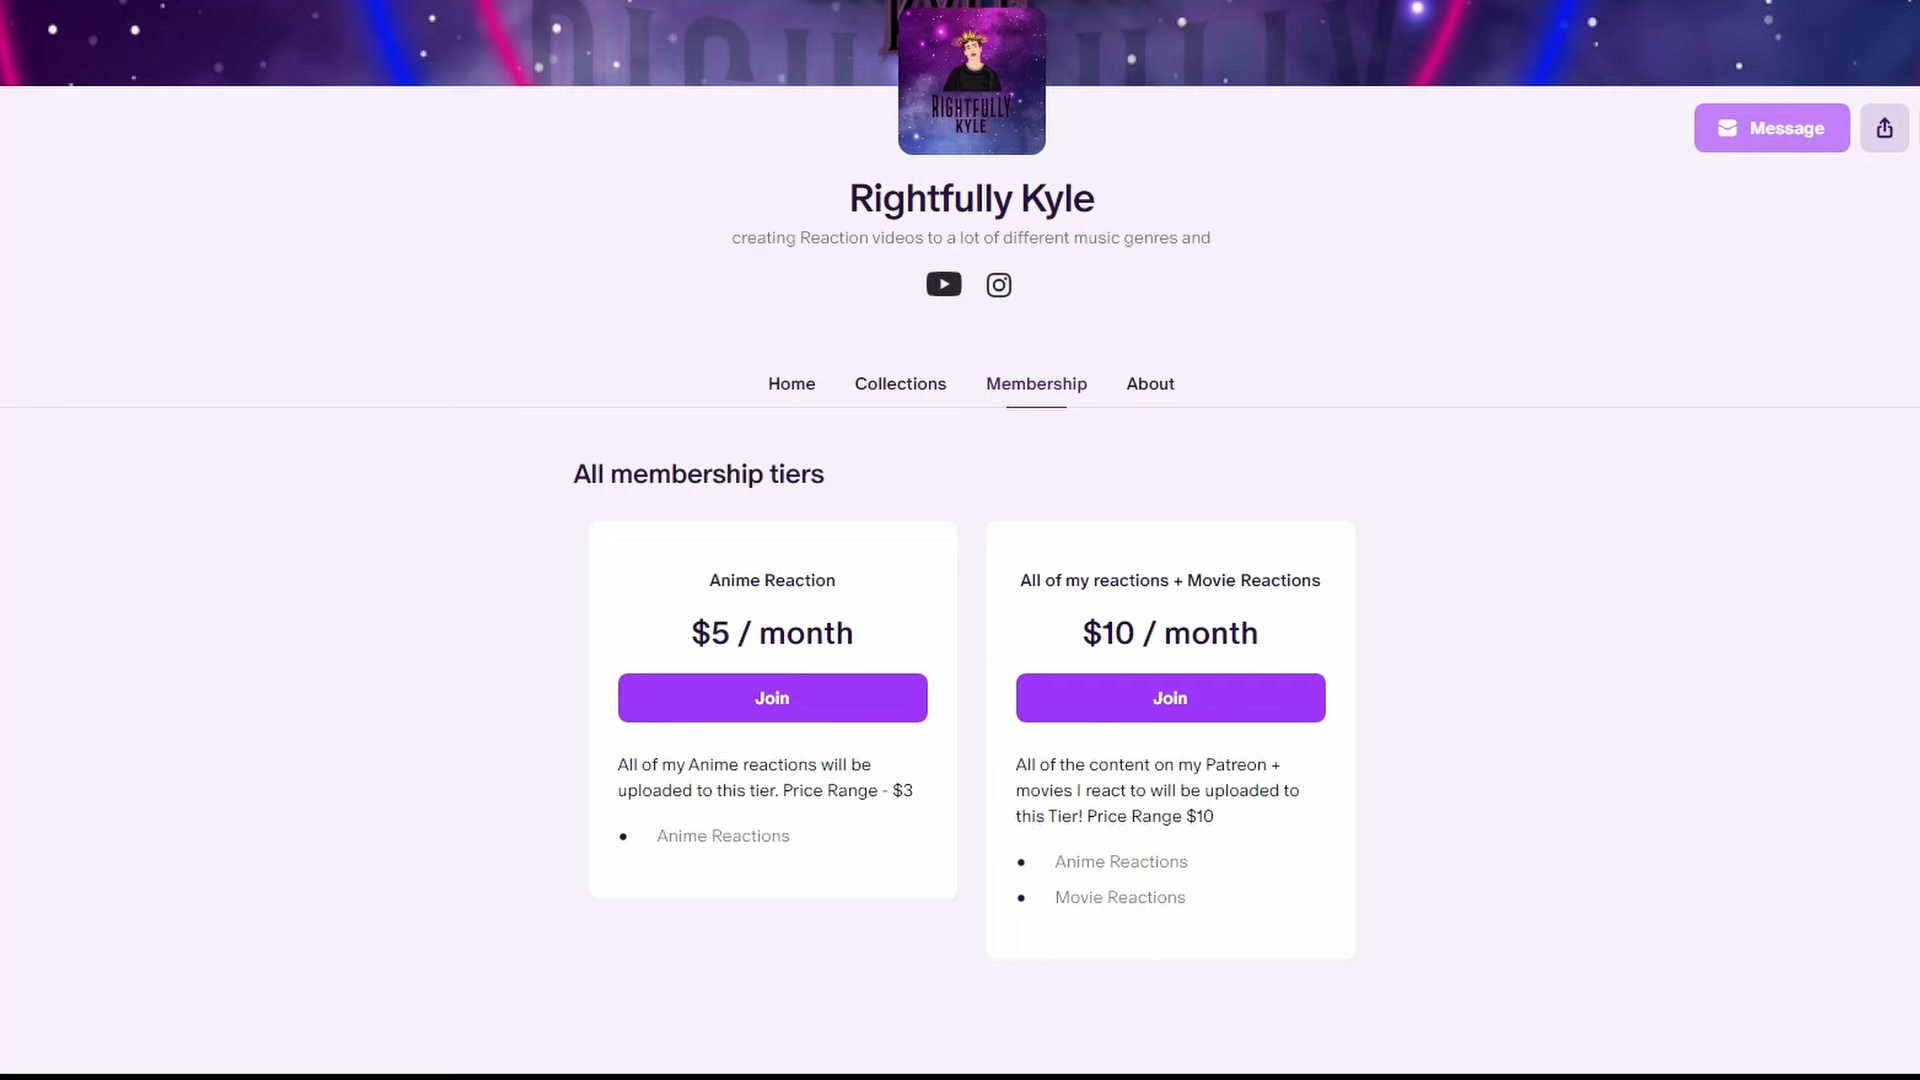 RIGHTFULLY
RIGHTFULLY
KYLE
Message
Rightfully Kyle
creating Reaction videos to a lot of different music genres and
Home Collections Membership About
All membership tiers
Anime Reaction
$5 / month
Join
All of my Anime reactions will be
uploaded to this tier. Price Range - $3
• Anime Reactions
All of my reactions + Movie Reactions
$10 / month
Join
All of the content on my Patreon +
movies I react to will be uploaded to
this Tier! Price Range $10
• Anime Reactions
• Movie Reactions